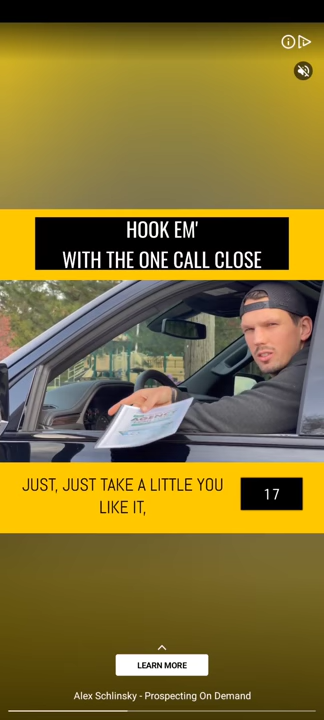 HOOK EM'
WITH THE ONE CALL CLOSE
JUST, JUST TAKE A LITTLE YOU
LIKE IT,
17
LEARN MORE
Alex Schlinsky - Prospecting On Demand